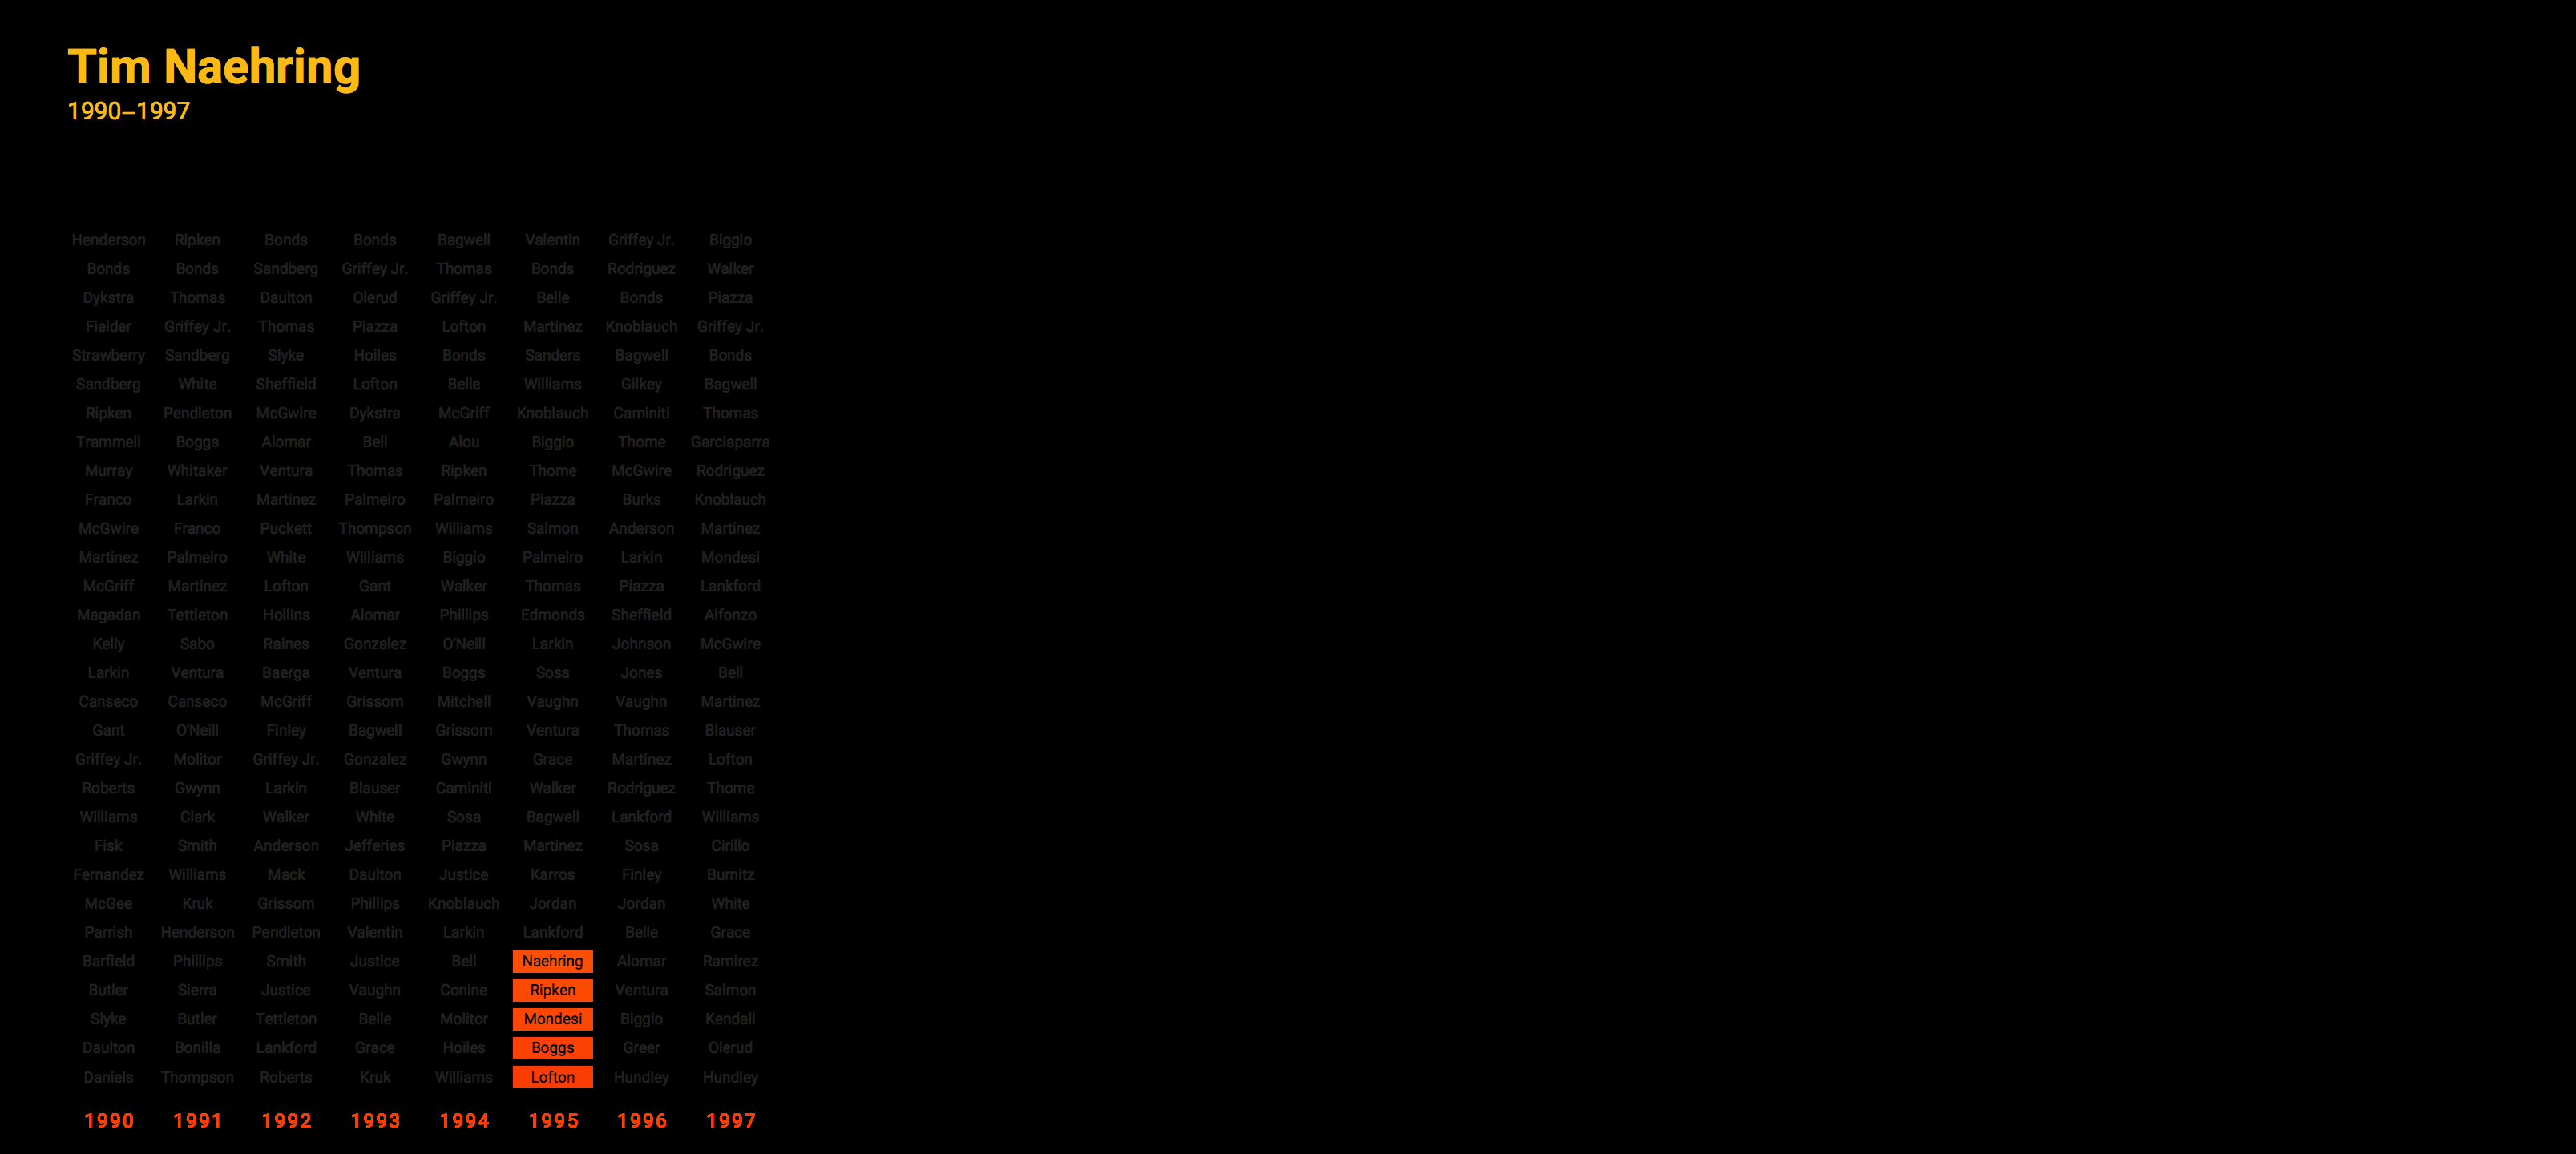 Tim Naehring
1990–1997
Henderson Ripken Bonds Bonds Bagwell Valentin Griffey Jr. Biggio
Bonds Bonds Sandberg Griffey Jr. Thomas Bonds Rodriguez Walker
Dykstra Thomas Daulton Olerud Griffey Jr. Belle Bonds Piazza
Fielder Griffey Jr. Thomas Piazza Lofton Martinez Knoblauch Griffey Jr.
Strawberry Sandberg Slyke Hoiles Bonds Sanders Bagwell Bonds
Sandberg White Sheffield Lofton Belle Williams Gilkey Bagwell
Ripken Pendleton McGwire Dykstra McGriff Knoblauch Caminiti Thomas
Trammell Boggs Alomar Bell Alou Biggio Thome Garciaparra
Murray Whitaker Ventura Thomas Ripken Thome McGwire Rodriguez
Franco Larkin Martinez Palmeiro Palmeiro Piazza Burks Knoblauch
McGwire Franco Puckett Thompson Williams Salmon Anderson Martinez
Martinez Palmeiro White Williams Biggio Palmeiro Larkin Mondesi
McGriff Martinez Lofton Gant Walker Thomas Piazza Lankford
Magadan Tettleton Hollins Alomar Phillips Edmonds Sheffield Alfonzo
Kelly Sabo Raines Gonzalez O'Neill Larkin Johnson McGwire
Larkin Ventura Baerga Ventura Boggs Sosa Jones Bell
Canseco Canseco McGriff Grissom Mitchell Vaughn Vaughn Martinez
Gant O'Neill Finley Bagwell Grissom Ventura Thomas Blauser
Griffey Jr. Molitor Griffey Jr. Gonzalez Gwynn Grace Martinez Lofton
Roberts Gwynn Larkin Blauser Caminiti Walker Rodriguez Thome
Williams Clark Walker White Sosa Bagwell Lankford Williams
Fisk Smith Anderson Jefferies Piazza Martinez Sosa Cirillo
Fernandez Williams Mack Daulton Justice Karros Finley Burnitz
McGee Kruk Grissom Phillips Knoblauch Jordan Jordan White
Parrish Henderson Pendleton Valentin Larkin Lankford Belle Grace
Barfield Phillips Smith Justice Bell Naehring Alomar Ramirez
Butler Sierra Justice Vaughn Conine Ripken Ventura Salmon
Slyke Butler Tettleton Belle Molitor Mondesi Biggio Kendall
Daulton Bonilla Lankford Grace Hoiles Boggs Greer Olerud
Daniels Thompson Roberts Kruk Williams Lofton Hundley Hundley
1990 1991 1992 1993 1994 1995 1996 1997